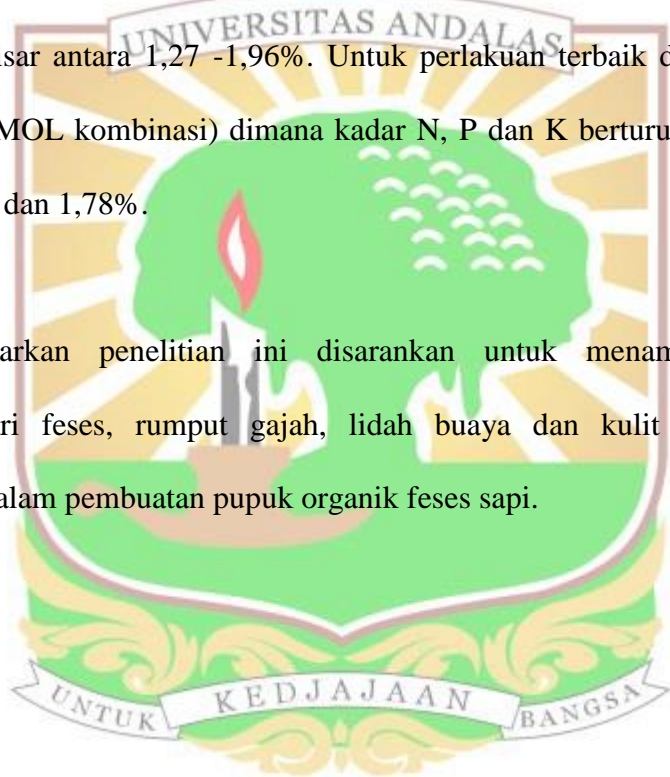 UNIVERSITAS ANDALAS
sar antara 1,27 -1,96%. Untuk perlakuan terbaik d
MOL kombinasi) dimana kadar N, P dan K berturu
dan 1,78%.
arkan penelitian ini disarankan untuk menam
ri feses, rumput gajah, lidah buaya dan kulit
alam pembuatan pupuk organik feses sapi.
UNTUK KEDJAJAAN BANGSA